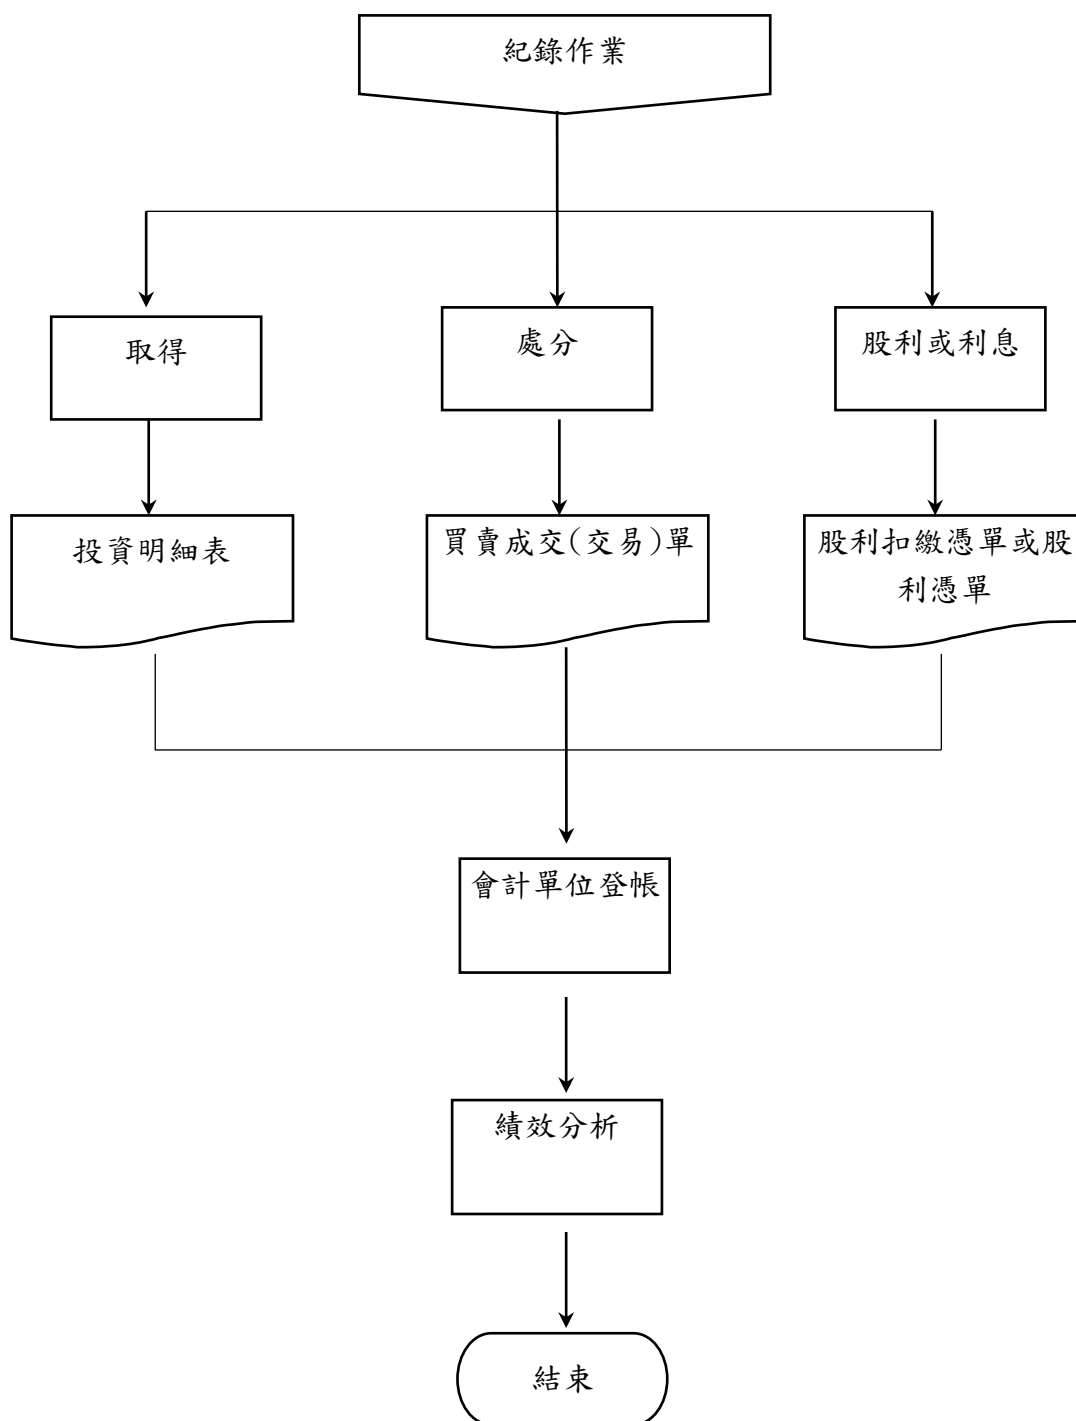 紀錄作業
取得
處分
股利或利息
投資明細表
買賣成交(交易)單
股利扣繳憑單或股
利憑單
會計單位登帳
績效分析
結束